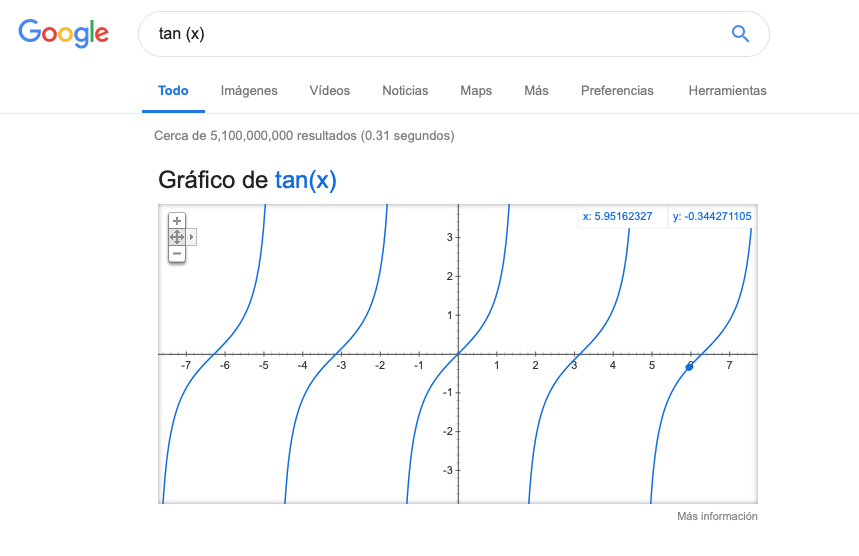 Google
tan (x)
Todo Imágenes Vídeos Noticias Maps Más Preferencias Herramientas
Cerca de 5,100,000,000 resultados (0.31 segundos)
Gráfico de tan(x)
x: 5.95162327 y: -0.344271105
+
−
3
2
1
-7 -6 -5 -4 -3 -2 -1 1 2 3 4 5 6 7
-1
-2
-3
Más información